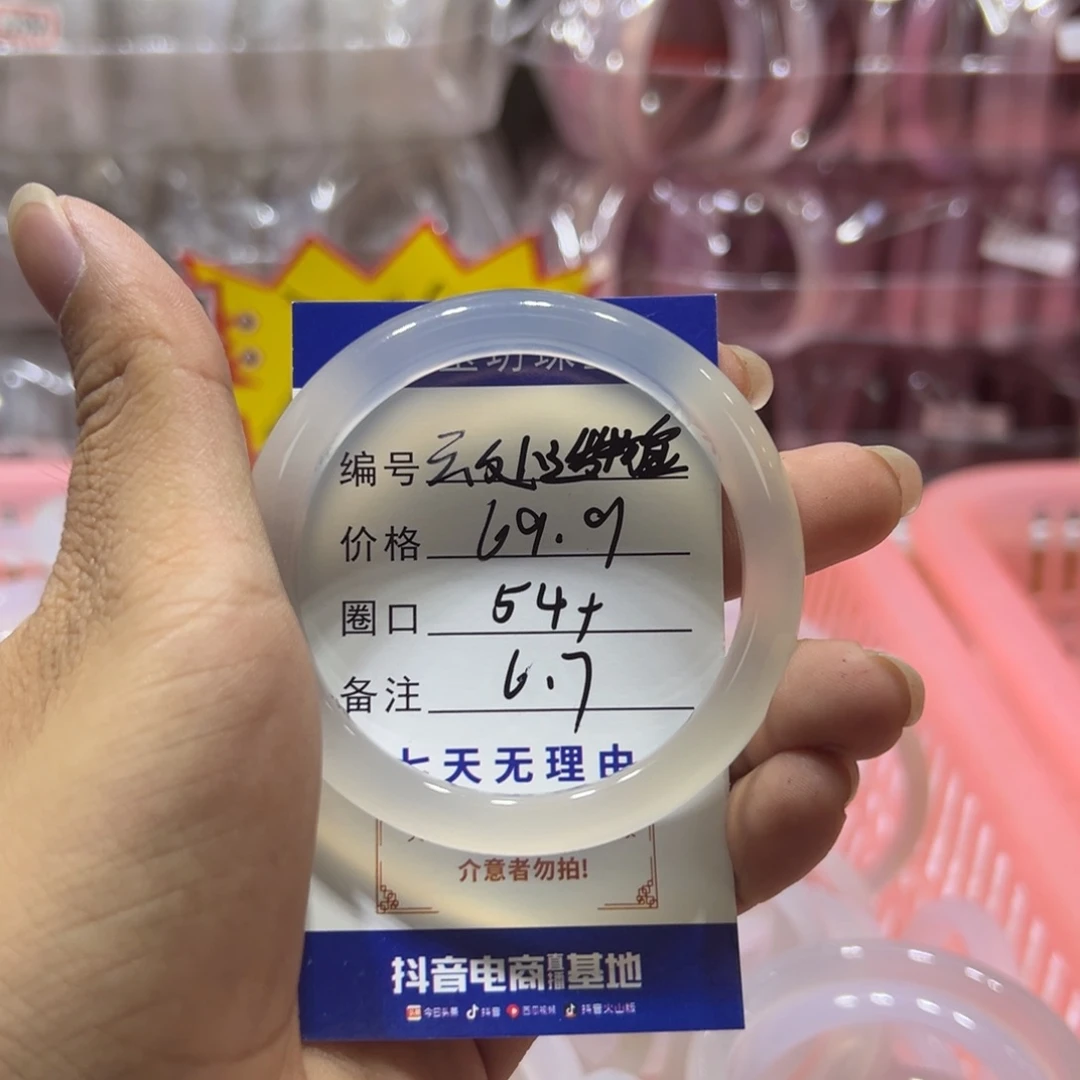 编号 云
价格 69.9
圈口 54+
备注 6.7
七天无理由
介意者勿拍!
抖音电商直播基地
今日头条 抖音 西瓜视频 抖音火山版